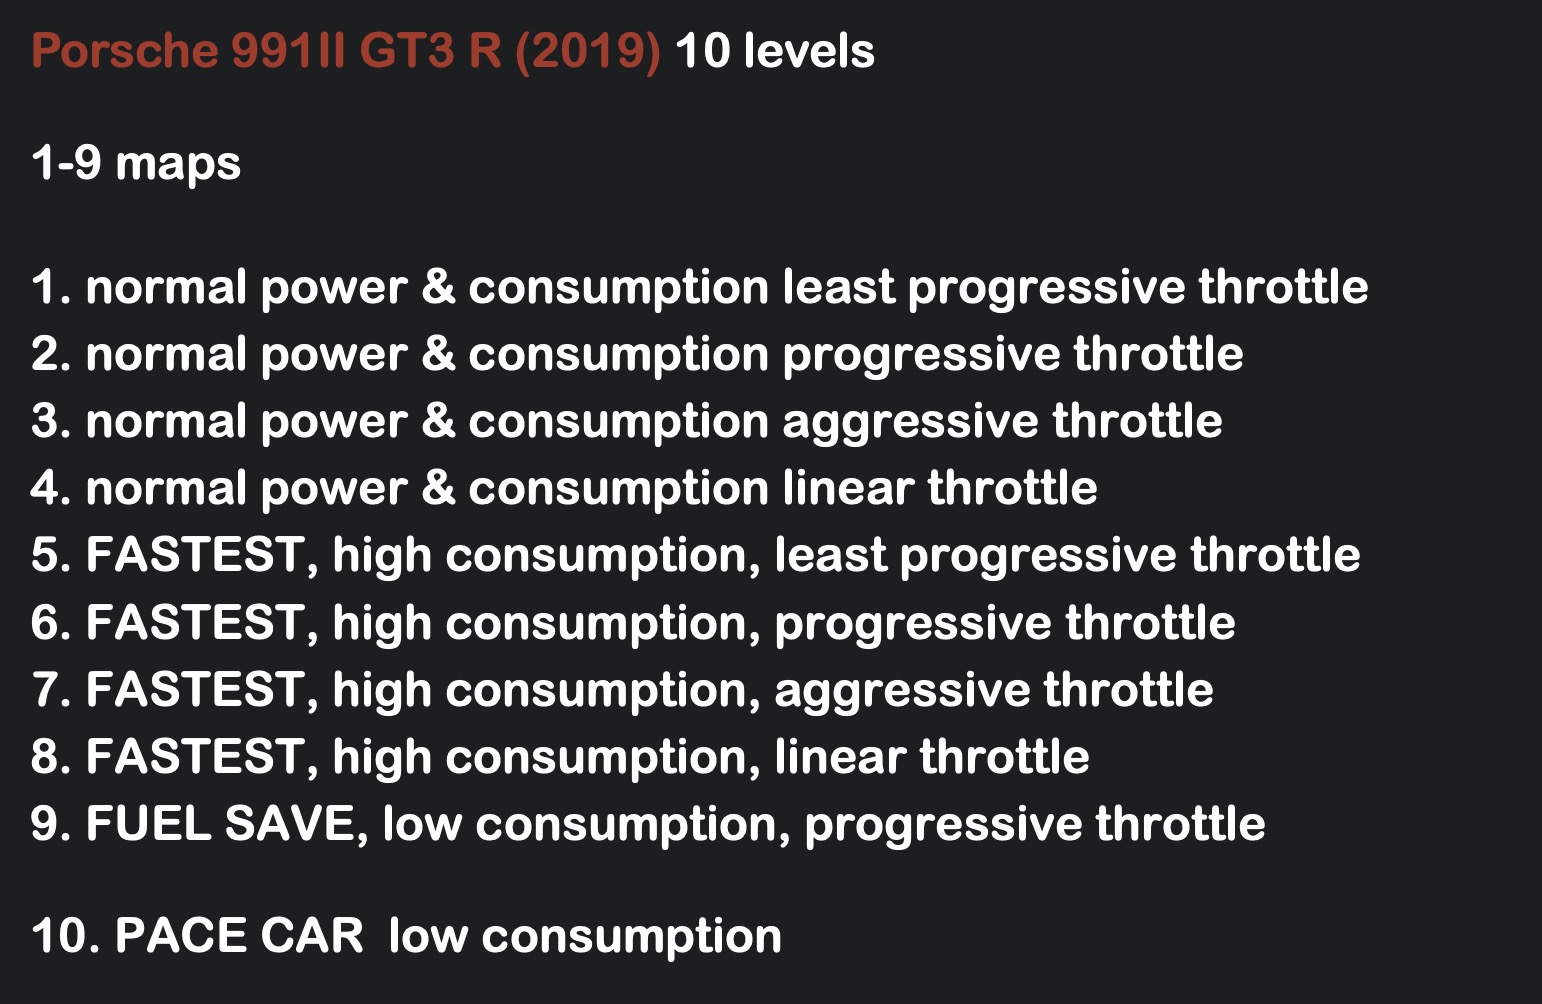 Porsche 991II GT3 R (2019) 10 levels
1-9 maps
1. normal power & consumption least progressive throttle
2. normal power & consumption progressive throttle
3. normal power & consumption aggressive throttle
4. normal power & consumption linear throttle
5. FASTEST, high consumption, least progressive throttle
6. FASTEST, high consumption, progressive throttle
7. FASTEST, high consumption, aggressive throttle
8. FASTEST, high consumption, linear throttle
9. FUEL SAVE, low consumption, progressive throttle
10. PACE CAR  low consumption